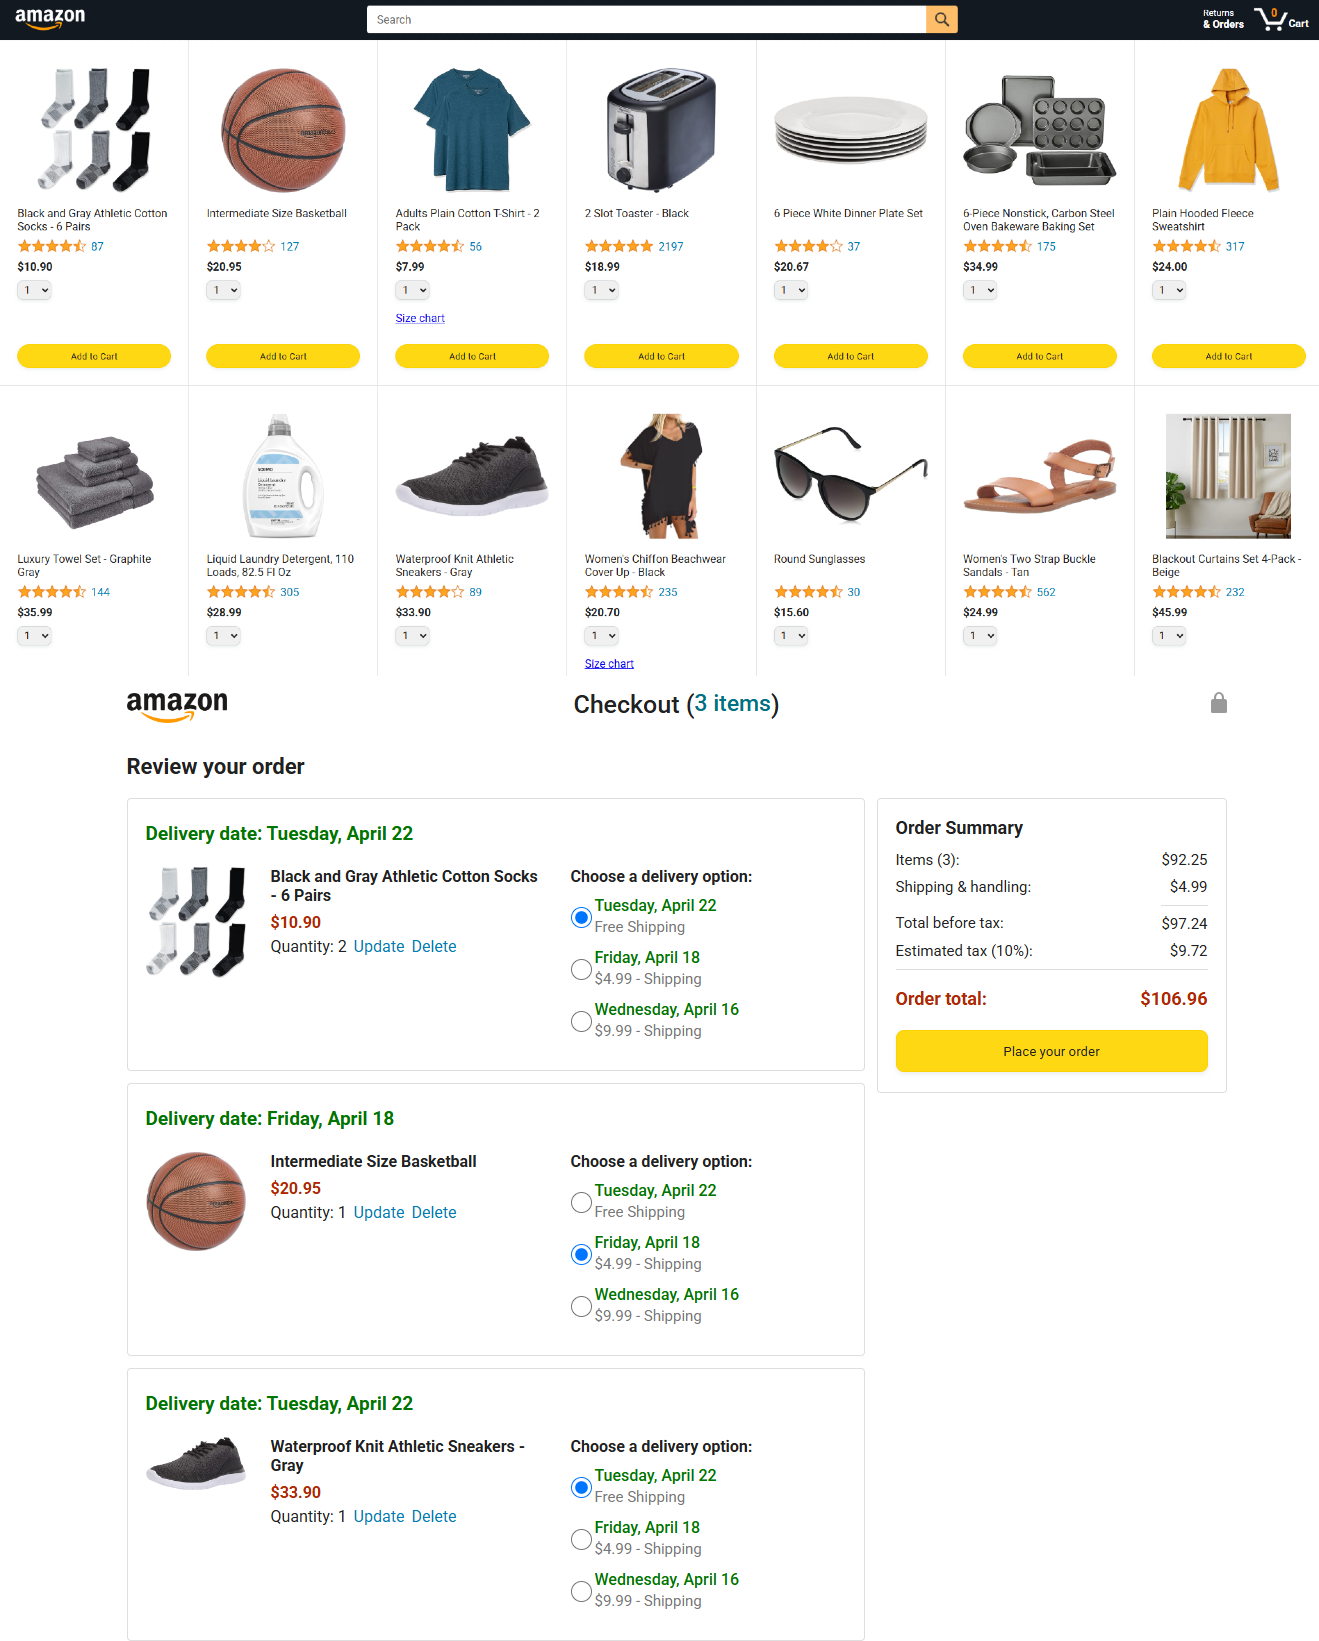 amazon
Search
Returns
& Orders
0
Cart
Black and Gray Athletic Cotton
Socks - 6 Pairs
87
$10.90
1
Add to Cart
Intermediate Size Basketball
127
$20.95
1
Add to Cart
Adults Plain Cotton T-Shirt - 2
Pack
56
$7.99
1
Size chart
Add to Cart
2 Slot Toaster - Black
2197
$18.99
1
Add to Cart
6 Piece White Dinner Plate Set
37
$20.67
1
Add to Cart
6-Piece Nonstick, Carbon Steel
Oven Bakeware Baking Set
175
$34.99
1
Add to Cart
Plain Hooded Fleece
Sweatshirt
317
$24.00
1
Add to Cart
Luxury Towel Set - Graphite
Gray
144
$35.99
1
Liquid Laundry
Detergent
Liquid Laundry Detergent, 110
Loads, 82.5 Fl Oz
305
$28.99
1
Waterproof Knit Athletic
Sneakers - Gray
89
$33.90
1
Women's Chiffon Beachwear
Cover Up - Black
235
$20.70
1
Size chart
Round Sunglasses
30
$15.60
1
Women's Two Strap Buckle
Sandals - Tan
562
$24.99
1
Blackout Curtains Set 4-Pack -
Beige
232
$45.99
1
amazon
Checkout (3 items)
Review your order
Delivery date: Tuesday, April 22
Black and Gray Athletic Cotton Socks
- 6 Pairs
$10.90
Quantity: 2 Update Delete
Choose a delivery option:
Tuesday, April 22
Free Shipping
Friday, April 18
$4.99 - Shipping
Wednesday, April 16
$9.99 - Shipping
Order Summary
Items (3): $92.25
Shipping & handling: $4.99
Total before tax: $97.24
Estimated tax (10%): $9.72
Order total: $106.96
Place your order
Delivery date: Friday, April 18
Intermediate Size Basketball
$20.95
Quantity: 1 Update Delete
Choose a delivery option:
Tuesday, April 22
Free Shipping
Friday, April 18
$4.99 - Shipping
Wednesday, April 16
$9.99 - Shipping
Delivery date: Tuesday, April 22
Waterproof Knit Athletic Sneakers -
Gray
$33.90
Quantity: 1 Update Delete
Choose a delivery option:
Tuesday, April 22
Free Shipping
Friday, April 18
$4.99 - Shipping
Wednesday, April 16
$9.99 - Shipping